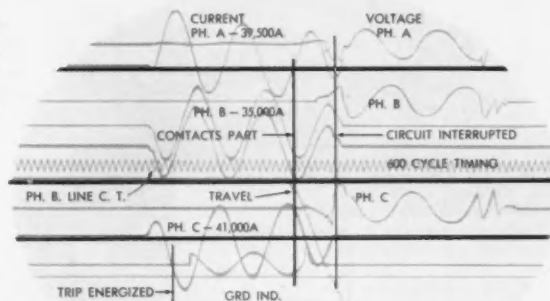 CURRENT
PH. A – 39,500A
VOLTAGE
PH. A
PH. B – 35,000A
PH. B
CONTACTS PART
CIRCUIT INTERRUPTED
600 CYCLE TIMING
PH. B. LINE C. T.
TRAVEL
PH. C
PH. C – 41,000A
TRIP ENERGIZED
GRD IND.